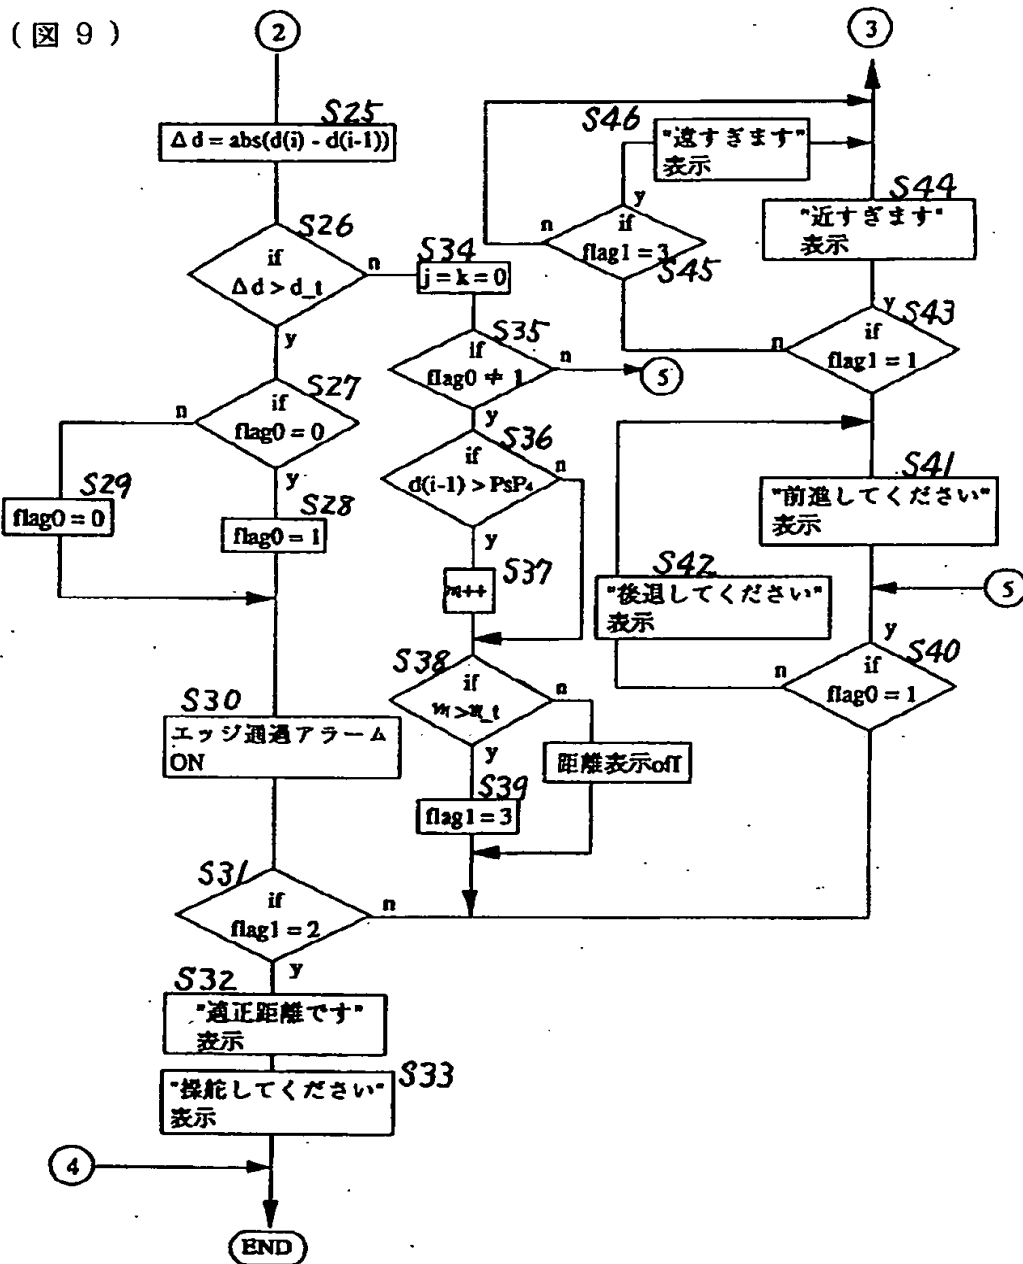 (図9)
2
S25
Δd = abs(d(i) - d(i-1))
S26
if
Δd > d_t
n
y
S27
if
flag0 = 0
n
y
S29
flag0 = 0
S28
flag0 = 1
S30
エッジ通過アラーム
ON
S31
if
flag1 = 2
n
y
S32
"適正距離です"
表示
S33
"操舵してください"
表示
4
END
S34
j = k = 0
S35
if
flag0 ≠ 1
n
5
y
S36
if
d(i-1) > PsP₄
n
y
S37
m++
S38
if
n
y
距離表示off
S39
flag1 = 3
3
S46
"遠すぎます"
表示
y
n
if
flag1 = 3
S45
S44
"近すぎます"
表示
y
S43
if
flag1 = 1
n
S41
"前進してください"
表示
S42
"後退してください"
表示
5
y
S40
if
flag0 = 1
n